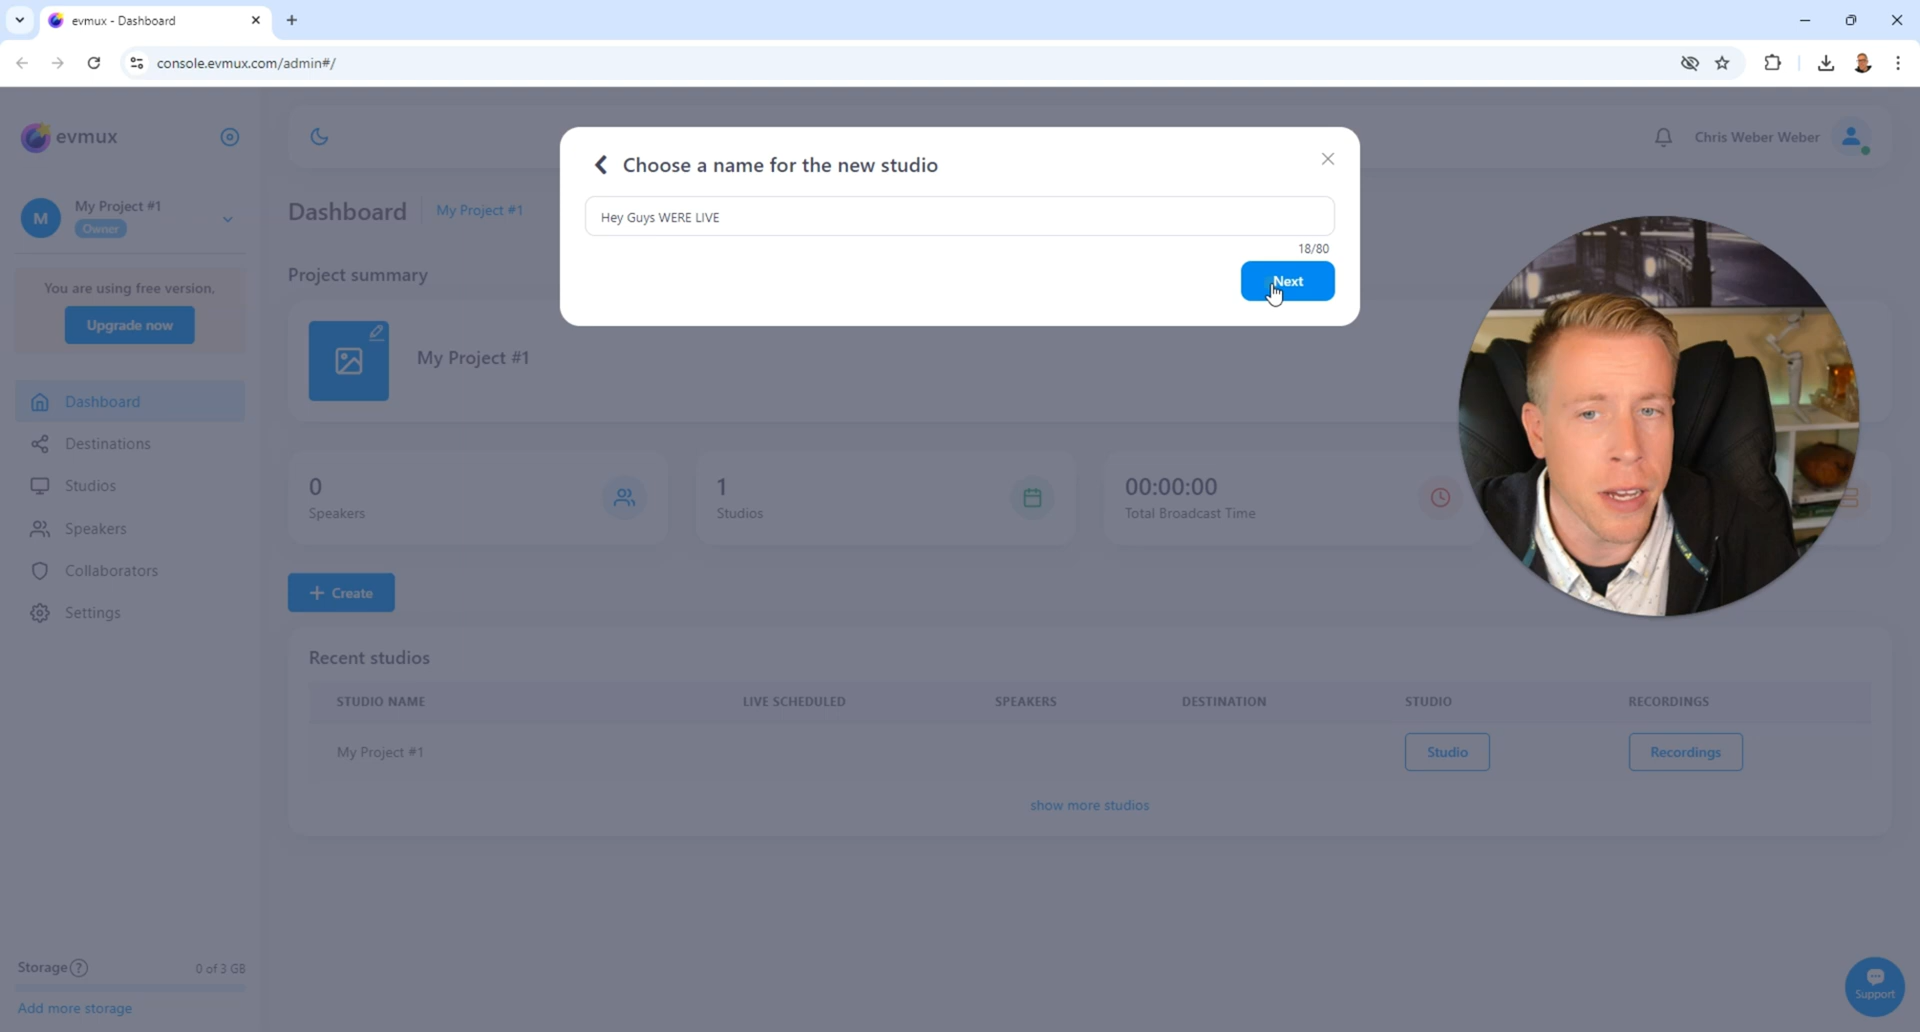 evmux - Dashboard
console.evmux.com/admin#/
evmux
Chris Weber Weber
Choose a name for the new studio
Hey Guys WERE LIVE
18/80
Next
M
My Project #1
Owner
Dashboard
My Project #1
You are using free version.
Upgrade now
Project summary
My Project #1
Dashboard
Destinations
Studios
Speakers
Collaborators
Settings
0
Speakers
1
Studios
00:00:00
Total Broadcast Time
+ Create
Recent studios
STUDIO NAME LIVE SCHEDULED SPEAKERS DESTINATION STUDIO RECORDINGS
My Project #1 Studio Recordings
show more studios
Storage ? 0 of 3 GB
Add more storage
Support